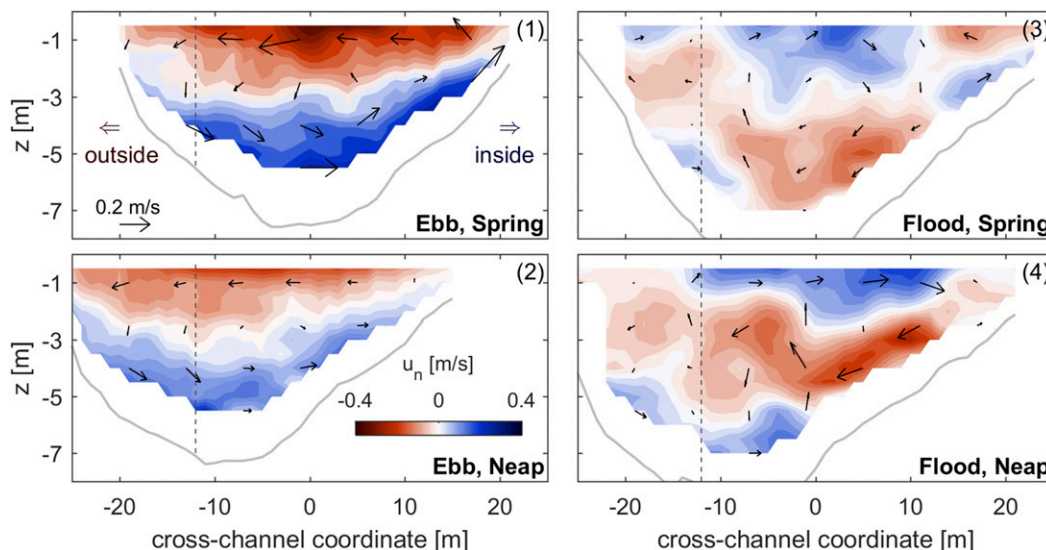 (1)
-1
z [m]
-3
-5
-7
⇐
outside
⇒
inside
0.2 m/s
Ebb, Spring
(3)
Flood, Spring
(2)
-1
z [m]
-3
-5
-7
u_n [m/s]
-0.4 0 0.4
Ebb, Neap
-20 -10 0 10
cross-channel coordinate [m]
(4)
Flood, Neap
-20 -10 0 10 20
cross-channel coordinate [m]